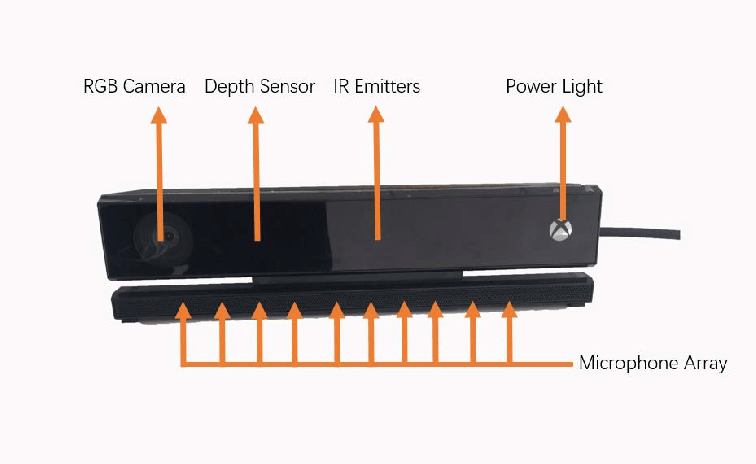 RGB Camera Depth Sensor IR Emitters Power Light
Microphone Array